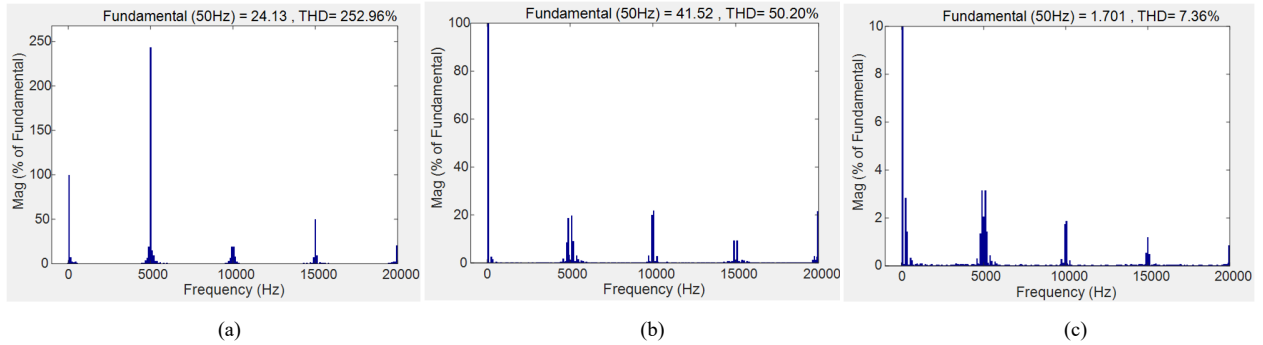 Fundamental (50Hz) = 24.13 , THD= 252.96%
250
200
150
100
50
0
Mag (% of Fundamental)
0 5000 10000 15000 20000
Frequency (Hz)
(a)
Fundamental (50Hz) = 41.52 , THD= 50.20%
100
80
60
40
20
0
Mag (% of Fundamental)
0 5000 10000 15000 20000
Frequency (Hz)
(b)
Fundamental (50Hz) = 1.701 , THD= 7.36%
10
8
6
4
2
0
Mag (% of Fundamental)
0 5000 10000 15000 20000
Frequency (Hz)
(c)